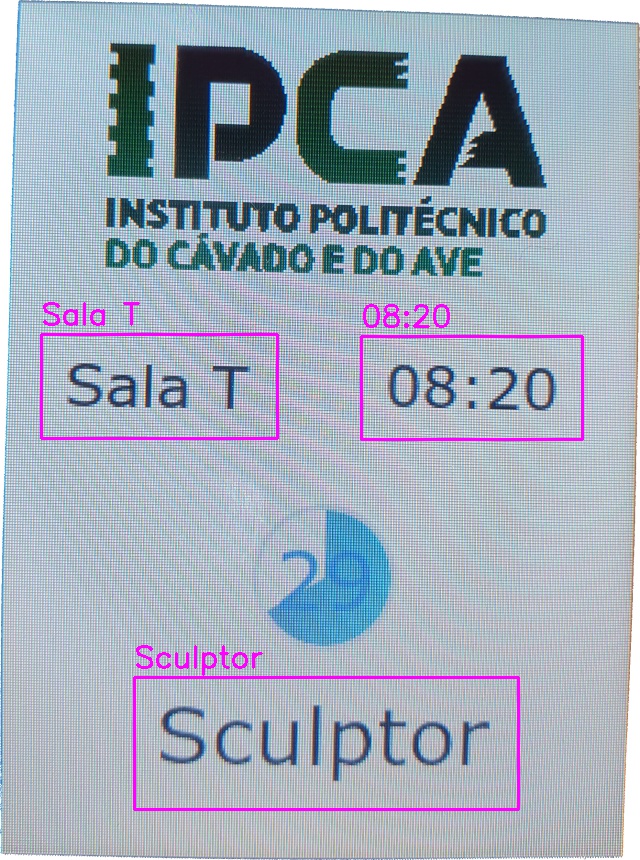 IPCA
INSTITUTO POLITÉCNICO
DO CÁVADO E DO AVE
Sala T 08:20
Sala T 08:20
29
Sculptor
Sculptor